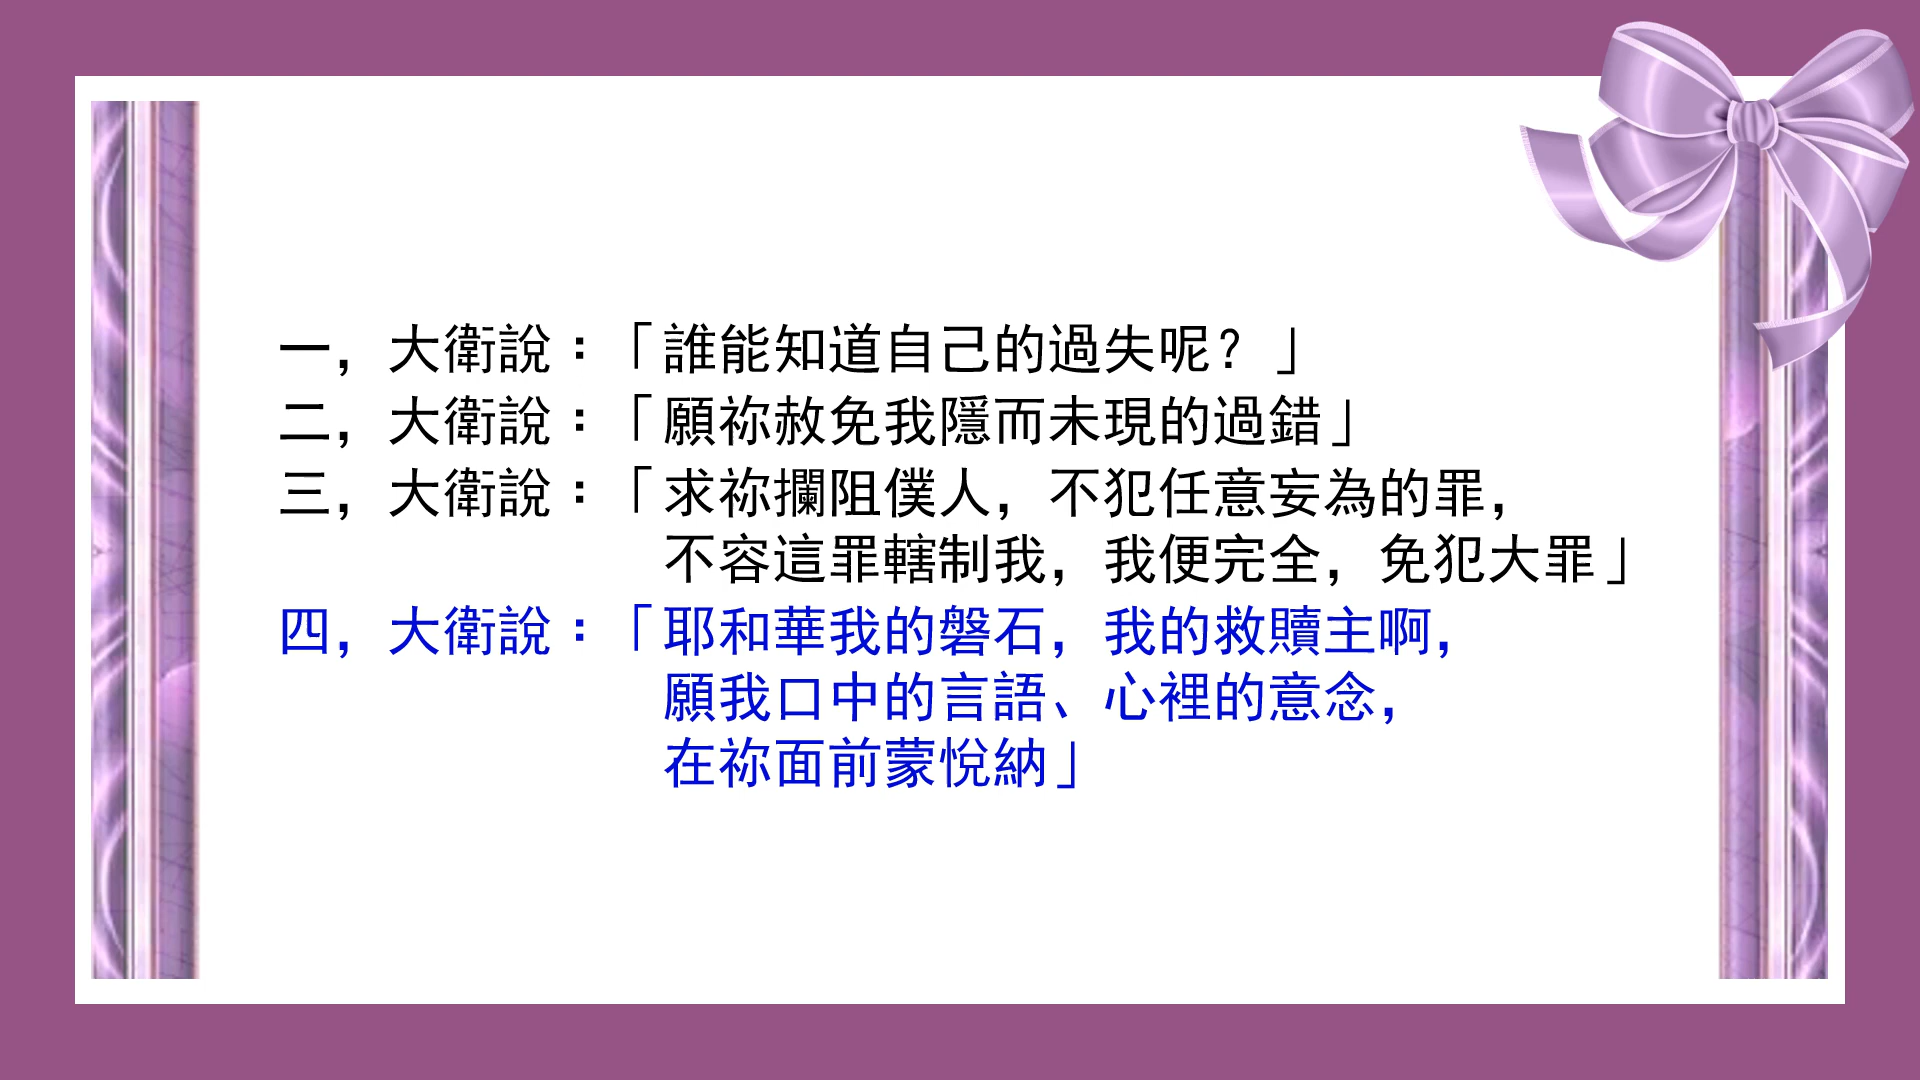 一，大衛說：「誰能知道自己的過失呢？」
二，大衛說：「願祢赦免我隱而未現的過錯」
三，大衛說：「求祢攔阻僕人，不犯任意妄為的罪，
不容這罪轄制我，我便完全，免犯大罪」
四，大衛說：「耶和華我的磐石，我的救贖主啊，
願我口中的言語、心裡的意念，
在祢面前蒙悅納」